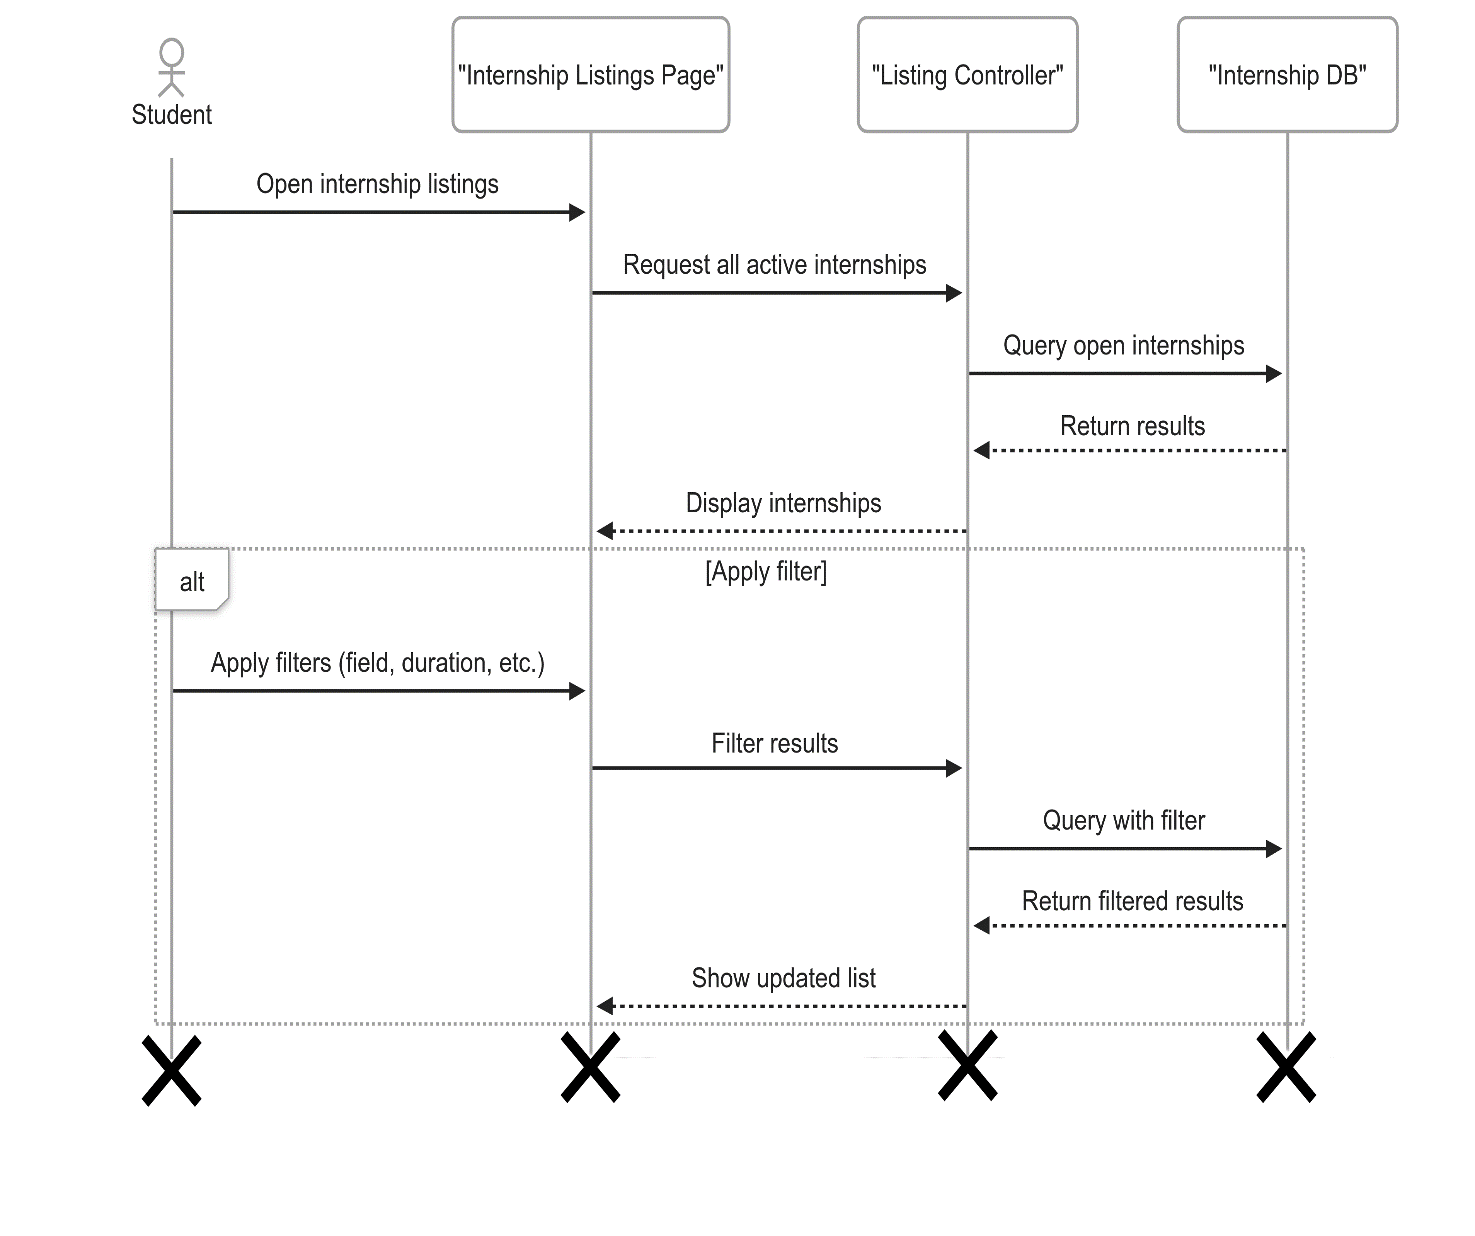 Student
"Internship Listings Page"
"Listing Controller"
"Internship DB"
Open internship listings
Request all active internships
Query open internships
Return results
Display internships
alt
[Apply filter]
Apply filters (field, duration, etc.)
Filter results
Query with filter
Return filtered results
Show updated list